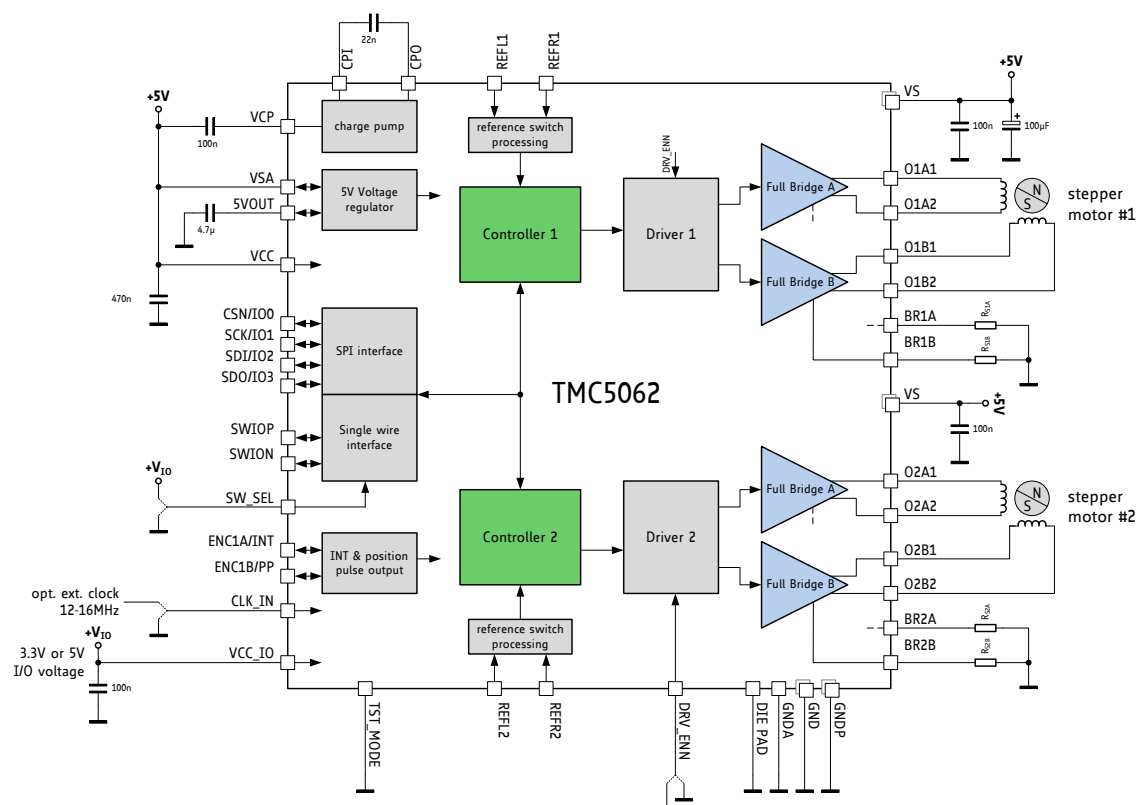 22n
CPI
CPO
REFL1
REFR1
+5V
+5V
VCP
100n
charge pump
reference switch
processing
DRV_ENN
VS
100n
+
100µF
VSA
5VOUT
4.7µ
5V Voltage
regulator
Controller 1
Driver 1
Full Bridge A
O1A1
O1A2
N
S
stepper
motor #1
Full Bridge B
O1B1
O1B2
VCC
470n
CSN/IO0
SCK/IO1
SDI/IO2
SDO/IO3
SPI interface
BR1A
RS1A
BR1B
RS1B
TMC5062
VS
+5V
100n
SWIOP
SWION
Single wire
interface
+VIO
SW_SEL
Controller 2
Driver 2
Full Bridge A
O2A1
O2A2
N
S
stepper
motor #2
Full Bridge B
O2B1
O2B2
ENC1A/INT
ENC1B/PP
INT & position
pulse output
opt. ext. clock
12-16MHz
CLK_IN
+VIO
3.3V or 5V
I/O voltage
VCC_IO
100n
reference switch
processing
BR2A
RS2A
BR2B
RS2B
TST_MODE
REFL2
REFR2
DRV_ENN
DIE PAD
GNDA
GND
GNDP